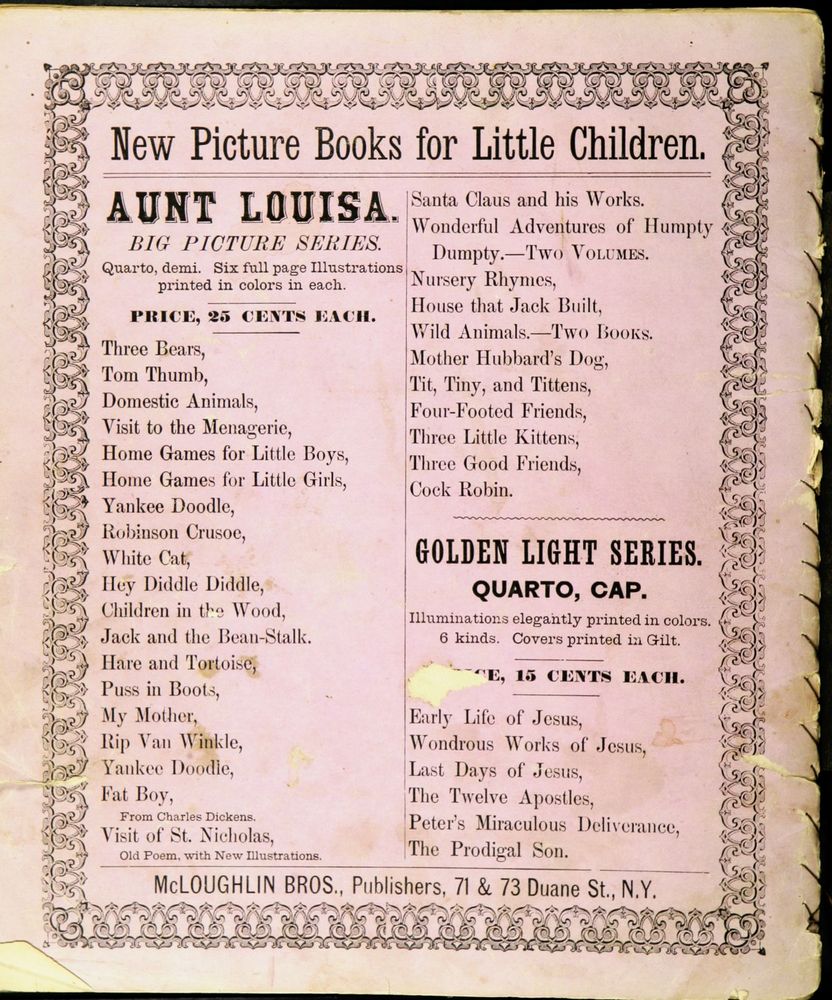 New Picture Books for Little Children.
AUNT LOUISA.
BIG PICTURE SERIES.
Quarto, demi. Six full page Illustrations
printed in colors in each.
PRICE, 25 CENTS EACH.
Three Bears,
Tom Thumb,
Domestic Animals,
Visit to the Menagerie,
Home Games for Little Boys,
Home Games for Little Girls,
Yankee Doodle,
Robinson Crusoe,
White Cat,
Hey Diddle Diddle,
Children in the Wood,
Jack and the Bean-Stalk.
Hare and Tortoise,
Puss in Boots,
My Mother,
Rip Van Winkle,
Yankee Doodle,
Fat Boy,
From Charles Dickens.
Visit of St. Nicholas,
Old Poem, with New Illustrations.
Santa Claus and his Works.
Wonderful Adventures of Humpty
Dumpty.—Two Volumes.
Nursery Rhymes,
House that Jack Built,
Wild Animals.—Two Books.
Mother Hubbard's Dog,
Tit, Tiny, and Tittens,
Four-Footed Friends,
Three Little Kittens,
Three Good Friends,
Cock Robin.
GOLDEN LIGHT SERIES.
QUARTO, CAP.
Illuminations elegantly printed in colors.
6 kinds. Covers printed in Gilt.
15 CENTS EACH.
Early Life of Jesus,
Wondrous Works of Jesus,
Last Days of Jesus,
The Twelve Apostles,
Peter's Miraculous Deliverance,
The Prodigal Son.
McLOUGHLIN BROS., Publishers, 71 & 73 Duane St., N.Y.